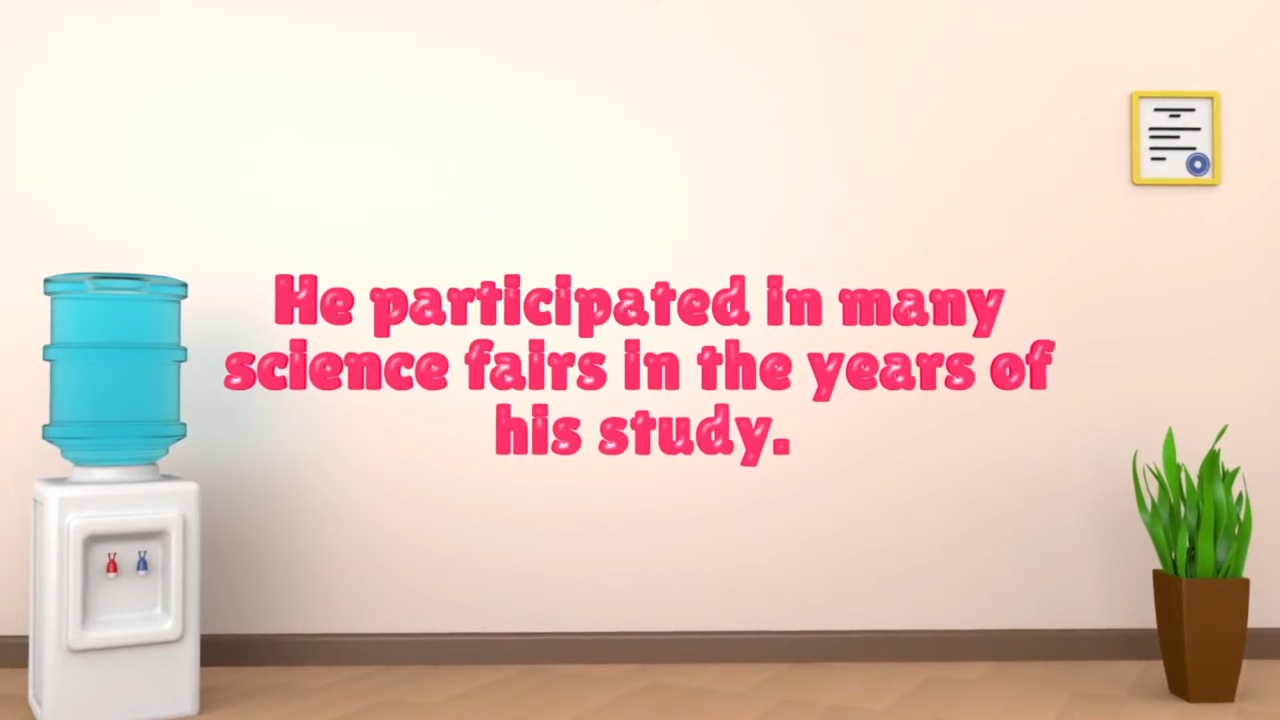 He participated in many
science fairs in the years of
his study.